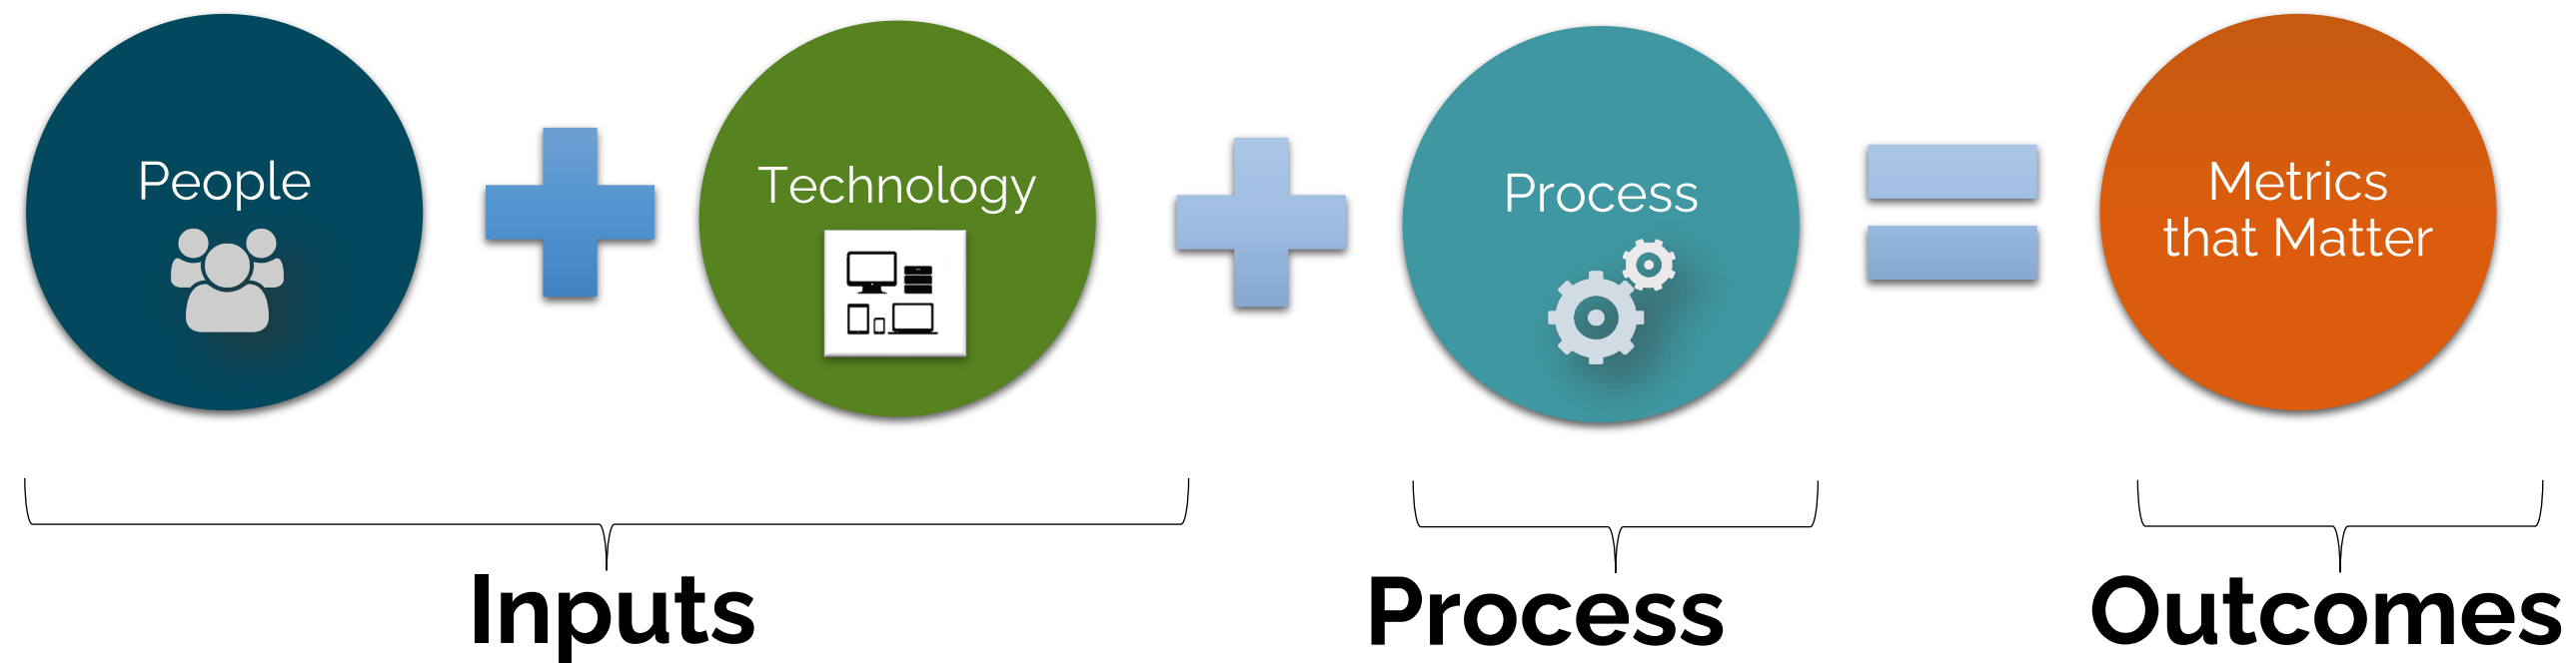 People
Technology
Process
Metrics
that Matter
Inputs
Process
Outcomes